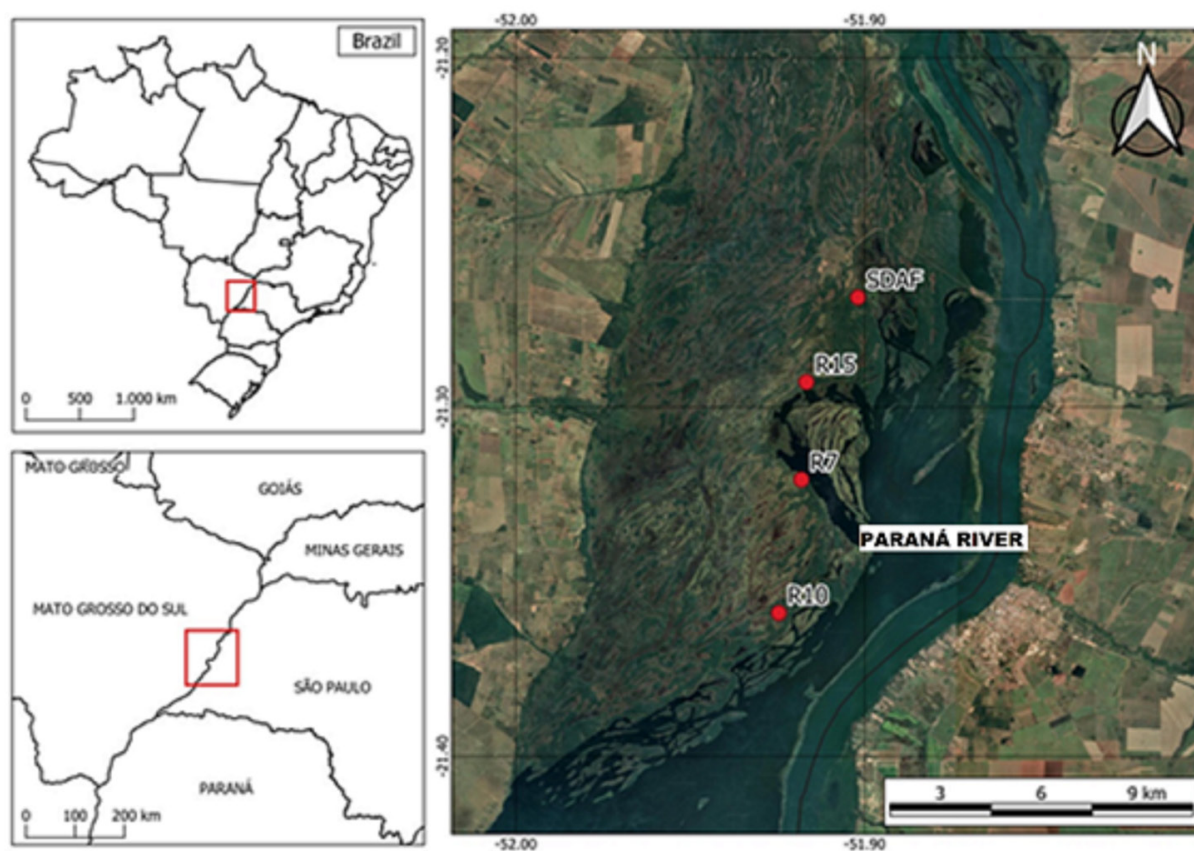 Brazil
0 500 1.000 km
MATO GROSSO
GOIÁS
MINAS GERAIS
MATO GROSSO DO SUL
SÃO PAULO
PARANÁ
0 100 200 km
-52.00 -51.90
-21.20
N
SDAF
R15
-21.30
R7
PARANÁ RIVER
R10
-21.40
3 6 9 km
-52.00 -51.90